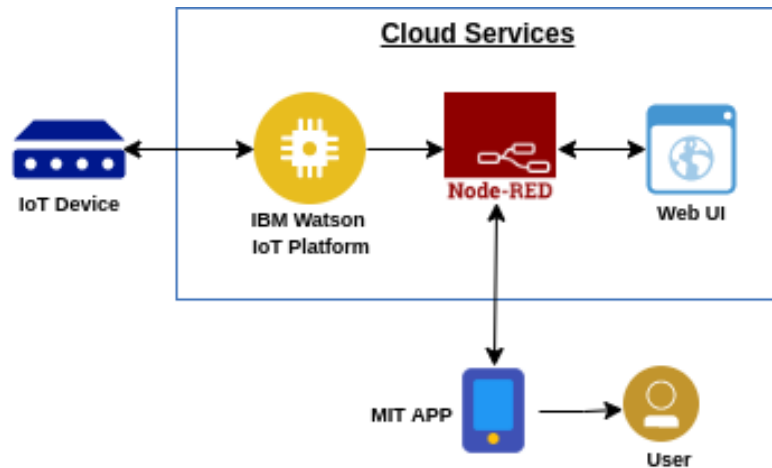 Cloud Services
IoT Device
IBM Watson
IoT Platform
Node-RED
Web UI
MIT APP
User